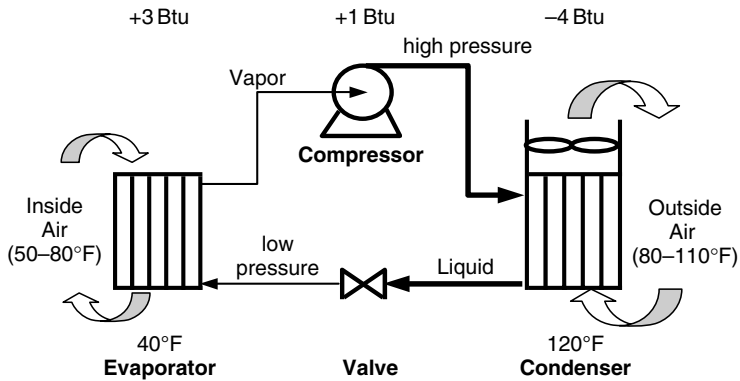 +3 Btu
+1 Btu
–4 Btu
high pressure
Vapor
Compressor
Inside
Air
(50–80°F)
Outside
Air
(80–110°F)
low
pressure
Liquid
40°F
Evaporator
Valve
120°F
Condenser